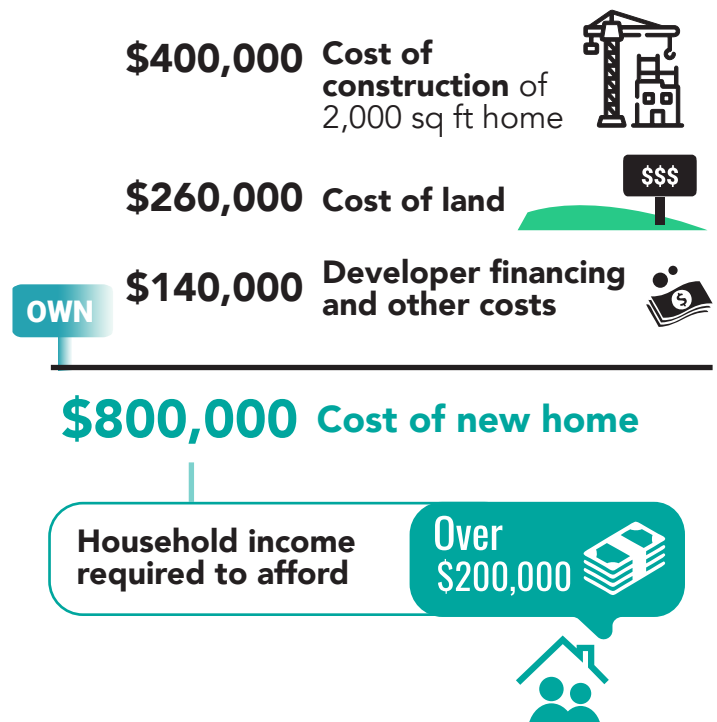 $400,000 Cost of
construction of
2,000 sq ft home
$$$
$260,000 Cost of land
$140,000 Developer financing
and other costs
$
OWN
$800,000 Cost of new home
Household income
required to afford
Over
$200,000